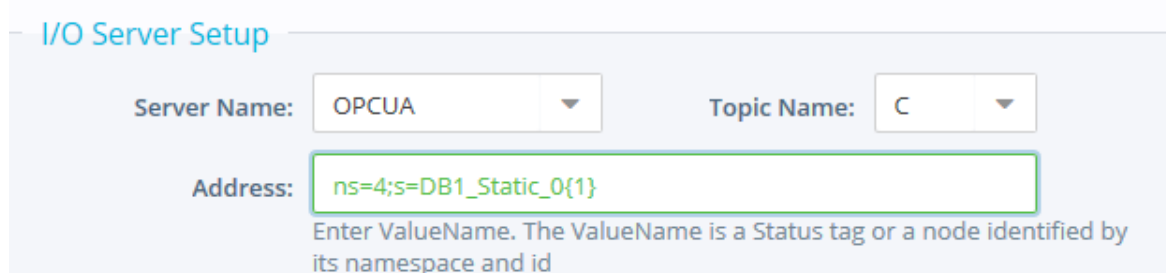 I/O Server Setup
Server Name: OPCUA Topic Name: C
Address: ns=4;s=DB1_Static_0{1}
Enter ValueName. The ValueName is a Status tag or a node identified by
its namespace and id